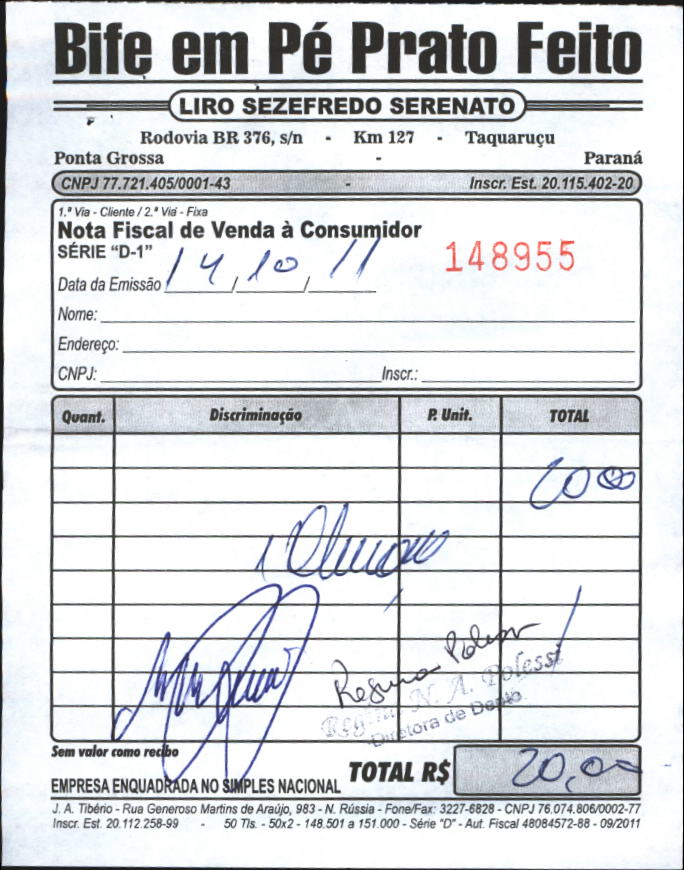 Bife em Pé Prato Feito
LIRO SEZEFREDO SERENATO
Rodovia BR 376, s/n - Km 127 - Taquaruçu
Ponta Grossa - Paraná
CNPJ 77.721.405/0001-43 - Inscr. Est. 20.115.402-20
1.ª Via - Cliente / 2.ª Via - Fixa
Nota Fiscal de Venda à Consumidor
SÉRIE "D-1"
148955
Data da Emissão 14, 10, 11
Nome:
Endereço:
CNPJ: Inscr.:
Quant. Discriminação P. Unit. TOTAL
20 00
1 Almoço
Regina Polessi
Regina N. A. Polessi
Diretora de Depto.
Sem valor como recibo
EMPRESA ENQUADRADA NO SIMPLES NACIONAL TOTAL R$ 20,00
J. A. Tibério - Rua Generoso Martins de Araújo, 983 - N. Rússia - Fone/Fax: 3227-6828 - CNPJ 76.074.806/0002-77
Inscr. Est. 20.112.258-99 - 50 Tls. - 50x2 - 148.501 a 151.000 - Série "D" - Aut. Fiscal 48084572-88 - 09/2011